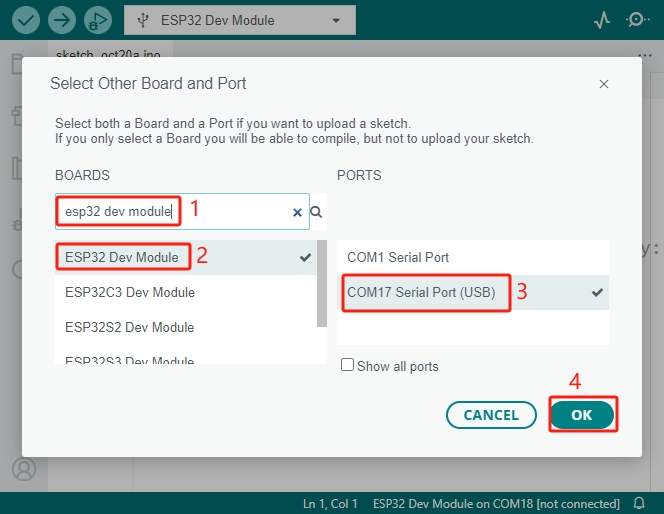 ESP32 Dev Module
sketch_oct20a.ino
Select Other Board and Port
Select both a Board and a Port if you want to upload a sketch.
If you only select a Board you will be able to compile, but not to upload your sketch.
BOARDS
PORTS
esp32 dev module
1
ESP32 Dev Module
2
COM1 Serial Port
ESP32C3 Dev Module
COM17 Serial Port (USB)
3
ESP32S2 Dev Module
ESP32S3 Dev Module
Show all ports
4
CANCEL
OK
Ln 1, Col 1
ESP32 Dev Module on COM18 [not connected]